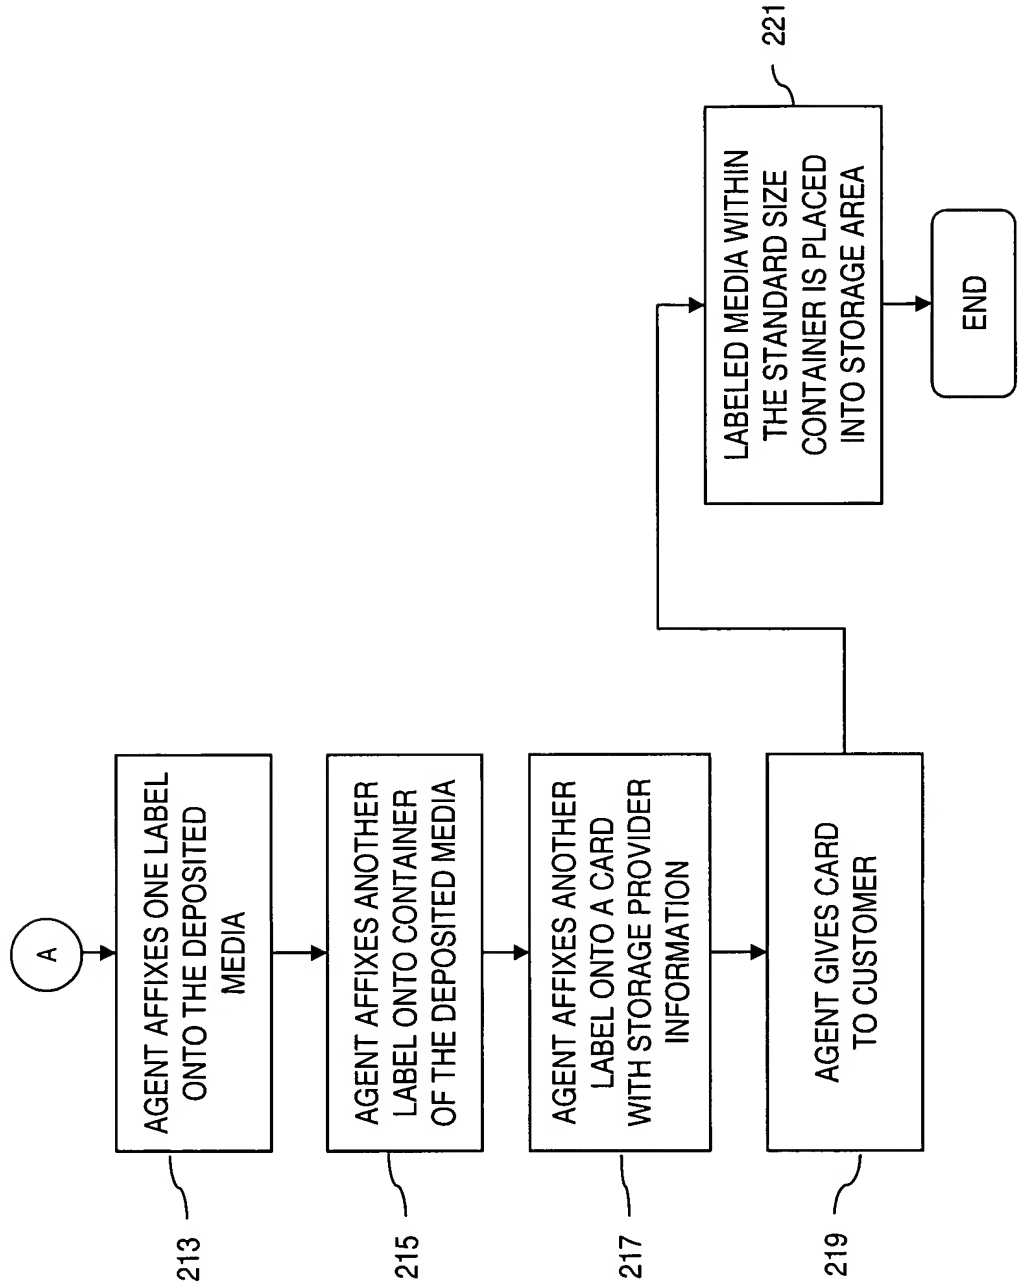 A
AGENT AFFIXES ONE LABEL
ONTO THE DEPOSITED
MEDIA
213
AGENT AFFIXES ANOTHER
LABEL ONTO CONTAINER
OF THE DEPOSITED MEDIA
215
AGENT AFFIXES ANOTHER
LABEL ONTO A CARD
WITH STORAGE PROVIDER
INFORMATION
217
AGENT GIVES CARD
TO CUSTOMER
219
LABELED MEDIA WITHIN
THE STANDARD SIZE
CONTAINER IS PLACED
INTO STORAGE AREA
221
END